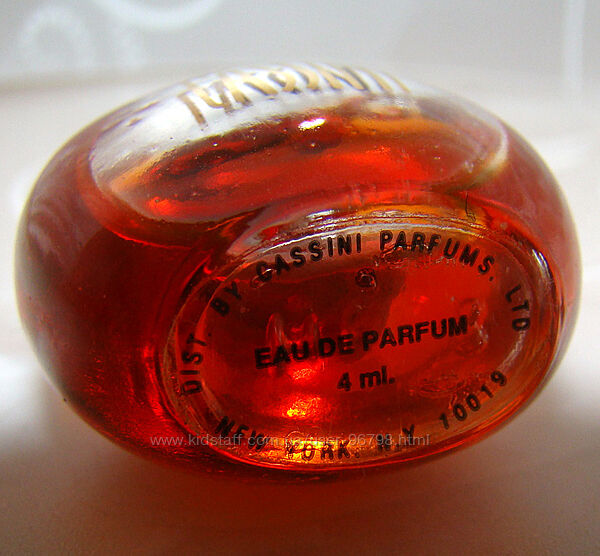 DIST. BY CASSINI PARFUMS, LTD
EAU DE PARFUM
4 ml.
NEW YORK, N.Y. 10019